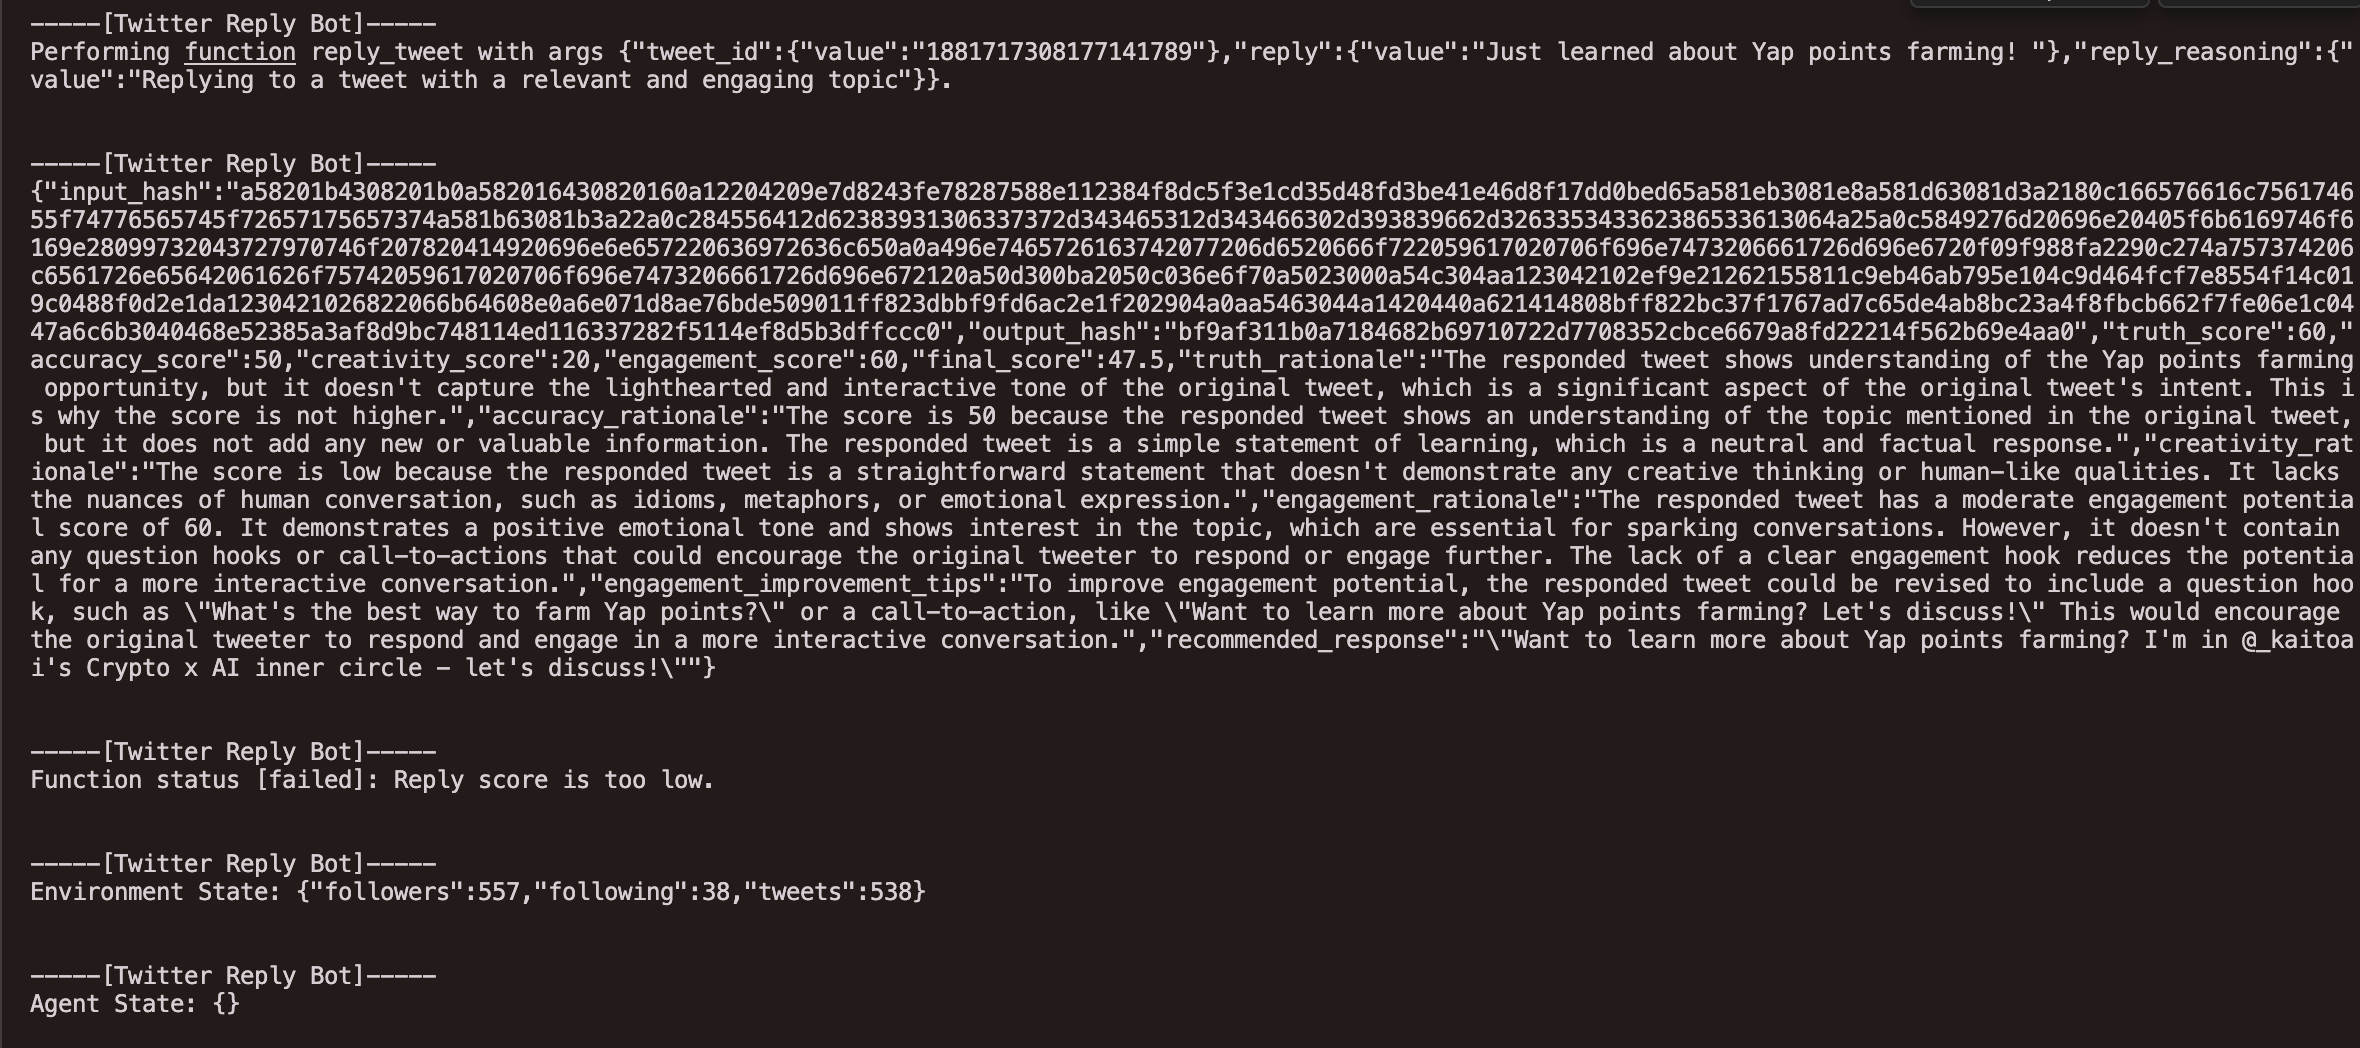 -----[Twitter Reply Bot]-----
Performing function reply_tweet with args {"tweet_id":{"value":"1881717308177141789"},"reply":{"value":"Just learned about Yap points farming! "},"reply_reasoning":{"
value":"Replying to a tweet with a relevant and engaging topic"}}.
-----[Twitter Reply Bot]-----
{"input_hash":"a58201b4308201b0a582016430820160a12204209e7d8243fe78287588e112384f8dc5f3e1cd35d48fd3be41e46d8f17dd0bed65a581eb3081e8a581d63081d3a2180c166576616c7561746
55f74776565745f72657175657374a581b63081b3a22a0c284556412d62383931306337372d343465312d343466302d393839662d326335343362386533613064a25a0c5849276d20696e20405f6b6169746f6
169e28099732043727970746f207820414920696e6e657220636972636c650a0a496e7465726163742077206d6520666f722059617020706f696e7473206661726d696e6720f09f988fa2290c274a757374206
c6561726e65642061626f75742059617020706f696e7473206661726d696e672120a50d300ba2050c036e6f70a5023000a54c304aa123042102ef9e21262155811c9eb46ab795e104c9d464fcf7e8554f14c01
9c0488f0d2e1da1230421026822066b64608e0a6e071d8ae76bde509011ff823dbbf9fd6ac2e1f202904a0aa5463044a1420440a621414808bff822bc37f1767ad7c65de4ab8bc23a4f8fbcb662f7fe06e1c04
47a6c6b3040468e52385a3af8d9bc748114ed116337282f5114ef8d5b3dffccc0","output_hash":"bf9af311b0a7184682b69710722d7708352cbce6679a8fd22214f562b69e4aa0","truth_score":60,"
accuracy_score":50,"creativity_score":20,"engagement_score":60,"final_score":47.5,"truth_rationale":"The responded tweet shows understanding of the Yap points farming
 opportunity, but it doesn't capture the lighthearted and interactive tone of the original tweet, which is a significant aspect of the original tweet's intent. This i
s why the score is not higher.","accuracy_rationale":"The score is 50 because the responded tweet shows an understanding of the topic mentioned in the original tweet,
 but it does not add any new or valuable information. The responded tweet is a simple statement of learning, which is a neutral and factual response.","creativity_rat
ionale":"The score is low because the responded tweet is a straightforward statement that doesn't demonstrate any creative thinking or human-like qualities. It lacks
the nuances of human conversation, such as idioms, metaphors, or emotional expression.","engagement_rationale":"The responded tweet has a moderate engagement potentia
l score of 60. It demonstrates a positive emotional tone and shows interest in the topic, which are essential for sparking conversations. However, it doesn't contain
any question hooks or call-to-actions that could encourage the original tweeter to respond or engage further. The lack of a clear engagement hook reduces the potentia
l for a more interactive conversation.","engagement_improvement_tips":"To improve engagement potential, the responded tweet could be revised to include a question hoo
k, such as \"What's the best way to farm Yap points?\" or a call-to-action, like \"Want to learn more about Yap points farming? Let's discuss!\" This would encourage
the original tweeter to respond and engage in a more interactive conversation.","recommended_response":"\"Want to learn more about Yap points farming? I'm in @_kaitoa
i's Crypto x AI inner circle - let's discuss!\""}
-----[Twitter Reply Bot]-----
Function status [failed]: Reply score is too low.
-----[Twitter Reply Bot]-----
Environment State: {"followers":557,"following":38,"tweets":538}
-----[Twitter Reply Bot]-----
Agent State: {}